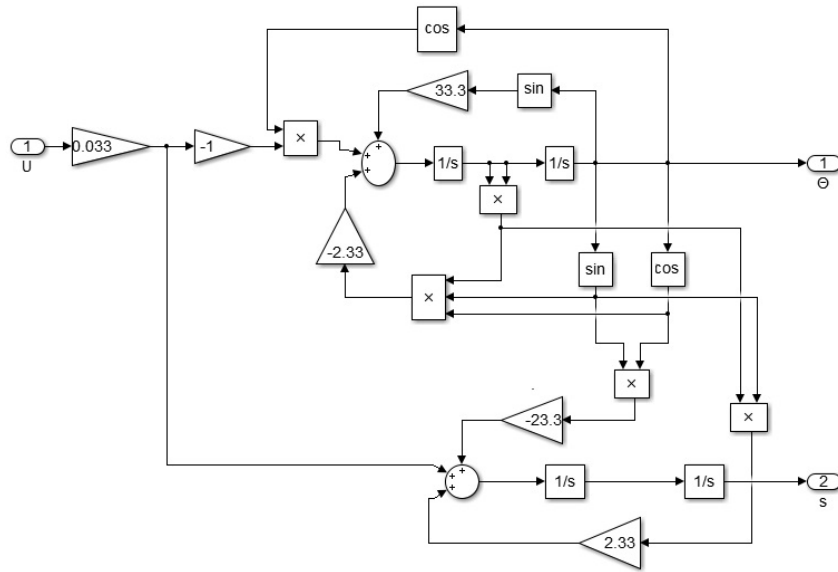 cos
33.3
sin
1
U
0.033
-1
×
+
+
+
1/s
1/s
1
Θ
×
-2.33
×
sin
cos
×
-23.3
×
+
+
+
1/s
1/s
2
s
2.33